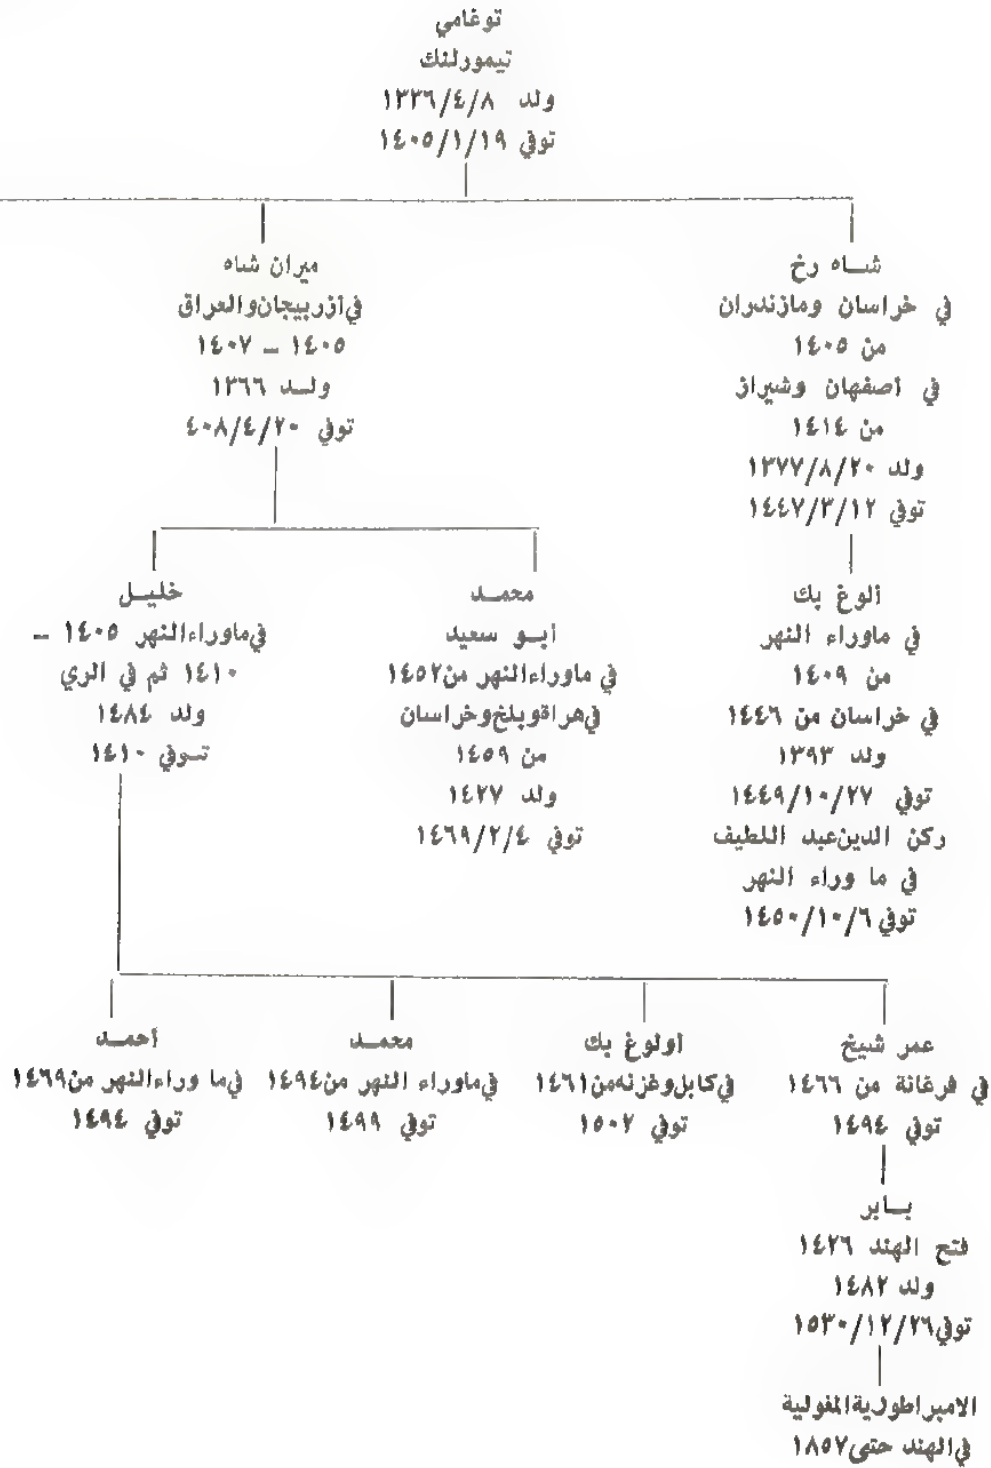 توغامي
تيمورلنك
ولد ١٣٣٦/٤/٨
توفي ١٤٠٥/١/١٩
شاه رخ
في خراسان ومازندران
من ١٤٠٥
في أصفهان وشيراز
من ١٤١٤
ولد ١٣٧٧/٨/٢٠
توفي ١٤٤٧/٣/١٢
ميران شاه
في أزربيجان والعراق
١٤٠٥ – ١٤٠٧
ولد ١٣٦٦
توفي ٤٠٨/٤/٢٠
ألوغ بك
في ماوراء النهر
من ١٤٠٩
في خراسان من ١٤٤٦
ولد ١٣٩٣
توفي ١٤٤٩/١٠/٢٧
ركن الدين عبد اللطيف
في ما وراء النهر
توفي ١٤٥٠/١٠/٦
محمد
أبو سعيد
في ماوراء النهر من ١٤٥٢
في هراة وبلخ وخراسان
من ١٤٥٩
ولد ١٤٢٧
توفي ١٤٦٩/٢/٤
خليل
في ماوراء النهر ١٤٠٥ –
١٤١٠ ثم في الري
ولد ١٤٨٤
توفي ١٤١٠
عمر شيخ
في فرغانة من ١٤٦٦
توفي ١٤٩٤
أولوغ بك
في كابل وغزنه من ١٤٦١
توفي ١٥٠٢
محمد
في ماوراء النهر من ١٤٩٤
توفي ١٤٩٩
أحمد
في ما وراء النهر من ١٤٦٩
توفي ١٤٩٤
بابر
فتح الهند ١٤٢٦
ولد ١٤٨٢
توفي ١٥٣٠/١٢/٢٦
الامبراطورية المغولية
في الهند حتى ١٨٥٧